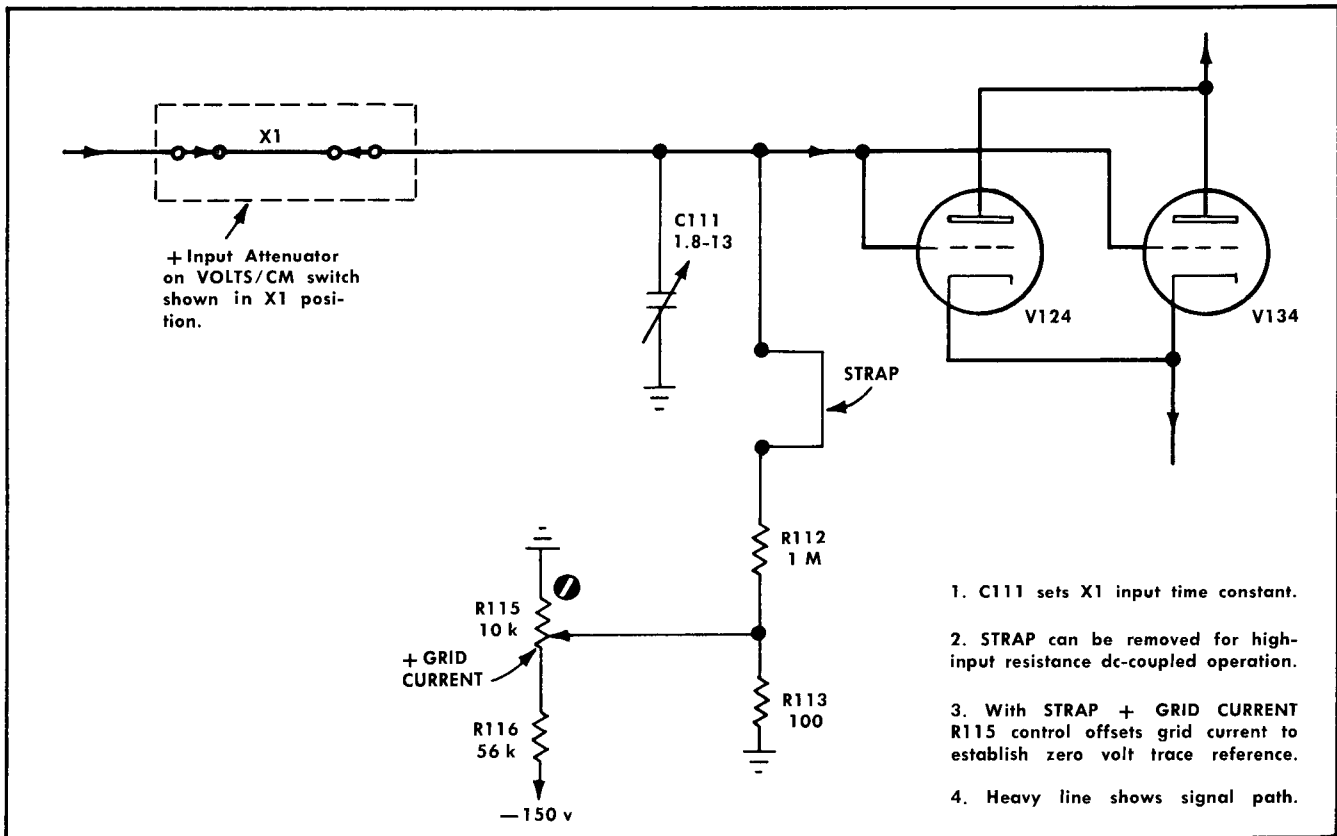 X1
+ Input Attenuator
on VOLTS/CM switch
shown in X1 posi-
tion.
C111
1.8-13
V124
V134
STRAP
R112
1 M
R115
10 k
+ GRID
CURRENT
R113
100
R116
56 k
—150 v
1. C111 sets X1 input time constant.
2. STRAP can be removed for high-
input resistance dc-coupled operation.
3. With STRAP + GRID CURRENT
R115 control offsets grid current to
establish zero volt trace reference.
4. Heavy line shows signal path.